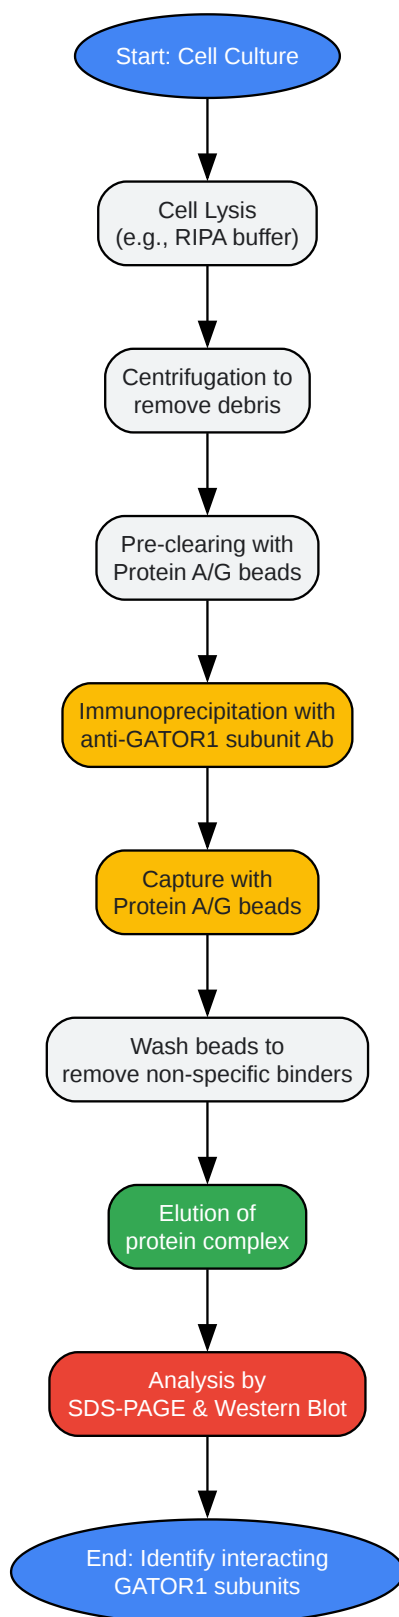 Start: Cell Culture
Cell Lysis
(e.g., RIPA buffer)
Centrifugation to
remove debris
Pre-clearing with
Protein A/G beads
Immunoprecipitation with
anti-GATOR1 subunit Ab
Capture with
Protein A/G beads
Wash beads to
remove non-specific binders
Elution of
protein complex
Analysis by
SDS-PAGE & Western Blot
End: Identify interacting
GATOR1 subunits